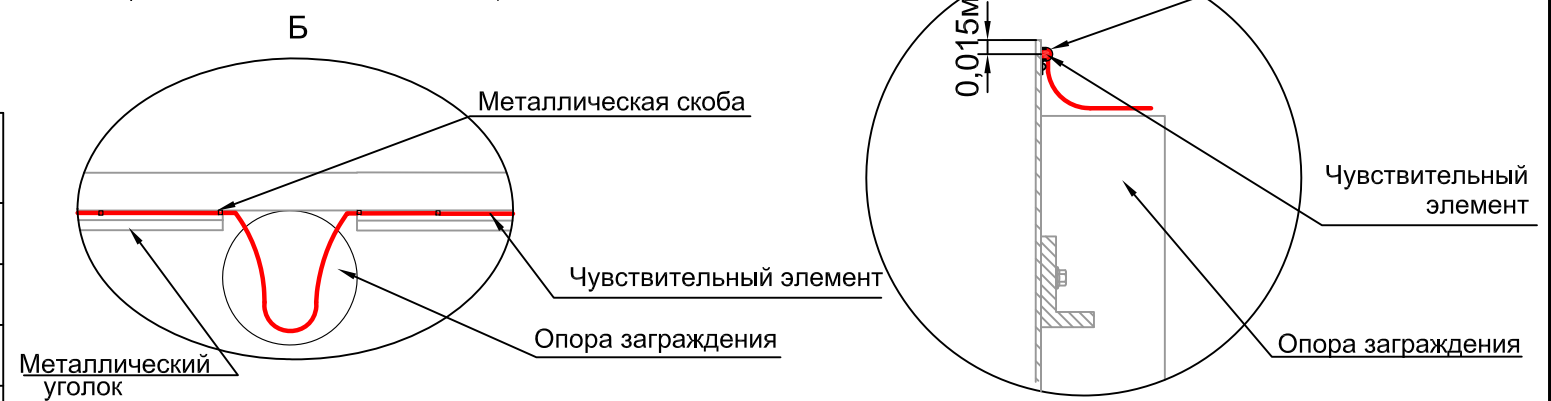 Б
Металлическая скоба
Чувствительный элемент
Опора заграждения
Металлический
уголок
0,015м
Чувствительный
элемент
Опора заграждения